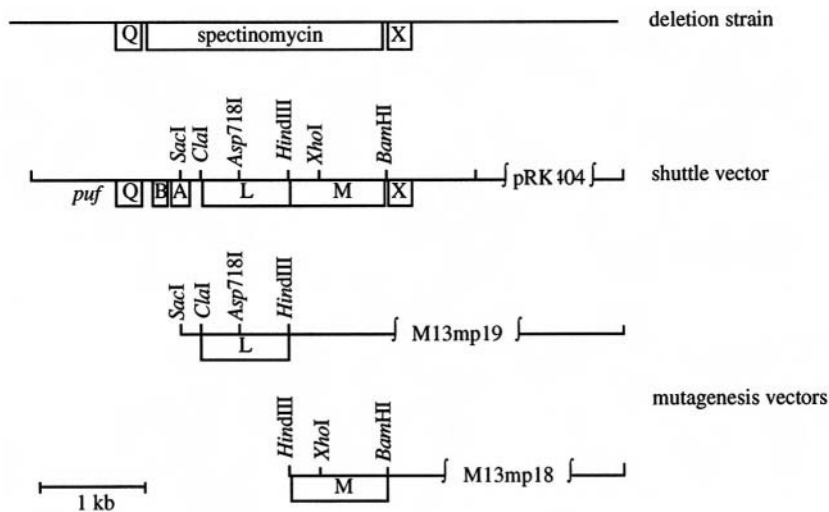 deletion strain
Q spectinomycin X
SacI ClaI Asp718I HindIII XhoI BamHI
puf Q B A L M X pRK404 shuttle vector
SacI ClaI Asp718I HindIII
L M13mp19
mutagenesis vectors
HindIII XhoI BamHI
M M13mp18
1 kb